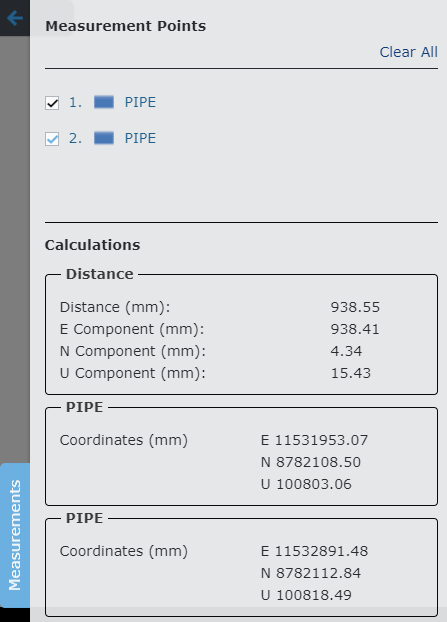 Measurement Points
Clear All
1. PIPE
2. PIPE
Calculations
Distance
Distance (mm): 938.55
E Component (mm): 938.41
N Component (mm): 4.34
U Component (mm): 15.43
PIPE
Coordinates (mm) E 11531953.07
N 8782108.50
U 100803.06
PIPE
Coordinates (mm) E 11532891.48
N 8782112.84
U 100818.49
Measurements